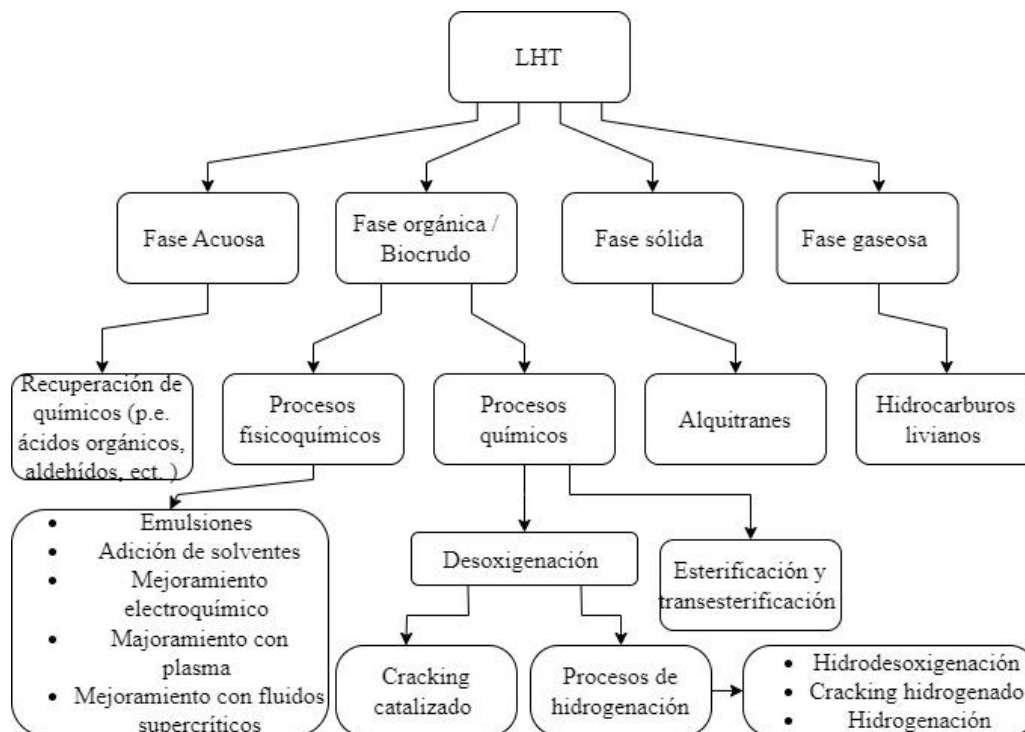 LHT
Fase Acuosa
Fase orgánica /
Biocrudo
Fase sólida
Fase gaseosa
Recuperación de
químicos (p.e.
ácidos orgánicos,
aldehídos, ect. )
Procesos
físicoquímicos
Procesos
químicos
Alquitranes
Hidrocarburos
livianos
• Emulsiones
• Adición de solventes
• Mejoramiento
electroquímico
• Majoramiento con
plasma
• Mejoramiento con fluidos
supercríticos
Desoxigenación
Esterificación y
transesterificación
Cracking
catalizado
Procesos de
hidrogenación
• Hidrodesoxigenación
• Cracking hidrogenado
• Hidrogenación